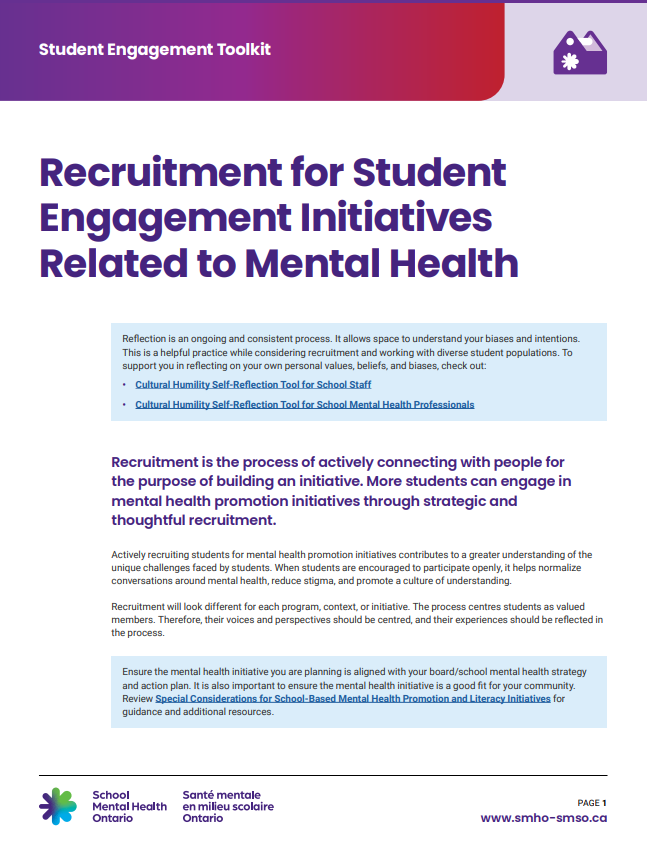 Student Engagement Toolkit
Recruitment for Student
Engagement Initiatives
Related to Mental Health
Reflection is an ongoing and consistent process. It allows space to understand your biases and intentions.
This is a helpful practice while considering recruitment and working with diverse student populations. To
support you in reflecting on your own personal values, beliefs, and biases, check out:
• Cultural Humility Self-Reflection Tool for School Staff
• Cultural Humility Self-Reflection Tool for School Mental Health Professionals
Recruitment is the process of actively connecting with people for
the purpose of building an initiative. More students can engage in
mental health promotion initiatives through strategic and
thoughtful recruitment.
Actively recruiting students for mental health promotion initiatives contributes to a greater understanding of the
unique challenges faced by students. When students are encouraged to participate openly, it helps normalize
conversations around mental health, reduce stigma, and promote a culture of understanding.
Recruitment will look different for each program, context, or initiative. The process centres students as valued
members. Therefore, their voices and perspectives should be centred, and their experiences should be reflected in
the process.
Ensure the mental health initiative you are planning is aligned with your board/school mental health strategy
and action plan. It is also important to ensure the mental health initiative is a good fit for your community.
Review Special Considerations for School-Based Mental Health Promotion and Literacy Initiatives for
guidance and additional resources.
School
Mental Health
Ontario
Santé mentale
en milieu scolaire
Ontario
PAGE 1
www.smho-smso.ca